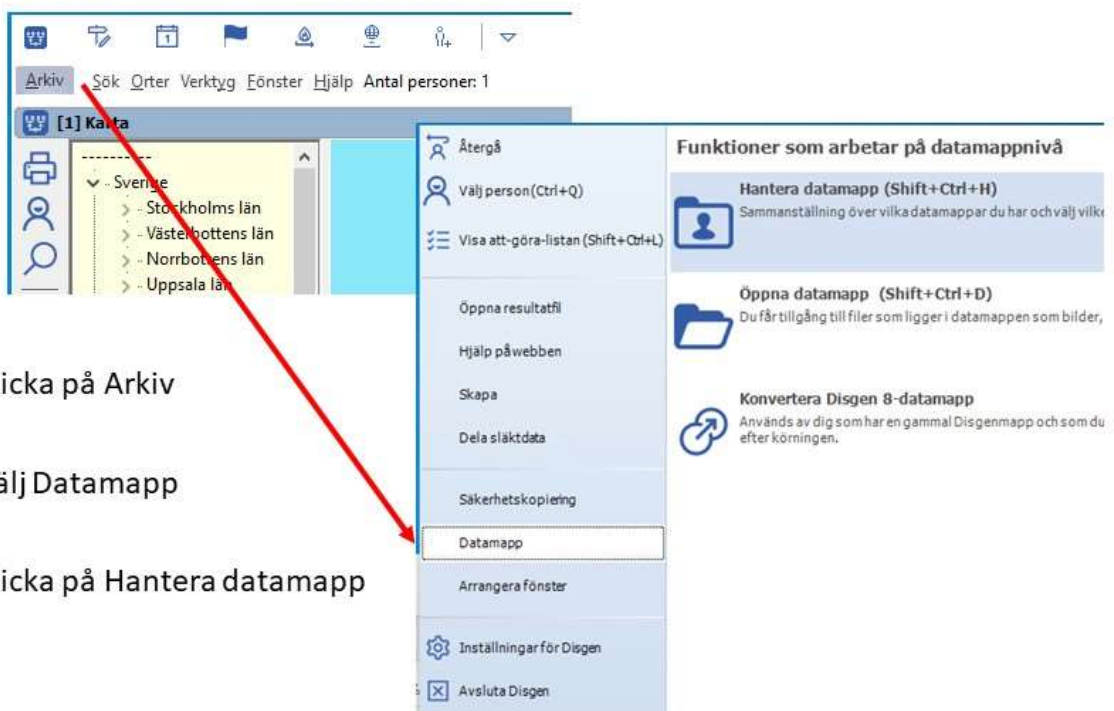 Arkiv Sök Orter Verktyg Fönster Hjälp Antal personer: 1
[1] Karta
----------
Sverige
Stockholms län
Västerbottens län
Norrbottens län
Uppsala län
icka på Arkiv
älj Datamapp
icka på Hantera datamapp
Återgå
Välj person (Ctrl+Q)
Visa att-göra-listan (Shift+Ctrl+L)
Öppna resultatfil
Hjälp på webben
Skapa
Dela släktdata
Säkerhetskopiering
Datamapp
Arrangera fönster
Inställningar för Disgen
Avsluta Disgen
Funktioner som arbetar på datamappnivå
Hantera datamapp (Shift+Ctrl+H)
Sammanställning över vilka datamappar du har och välj vilke
Öppna datamapp (Shift+Ctrl+D)
Du får tillgång till filer som ligger i datamappen som bilder,
Konvertera Disgen 8-datamapp
Används av dig som har en gammal Disgenmapp och som du
efter körningen.